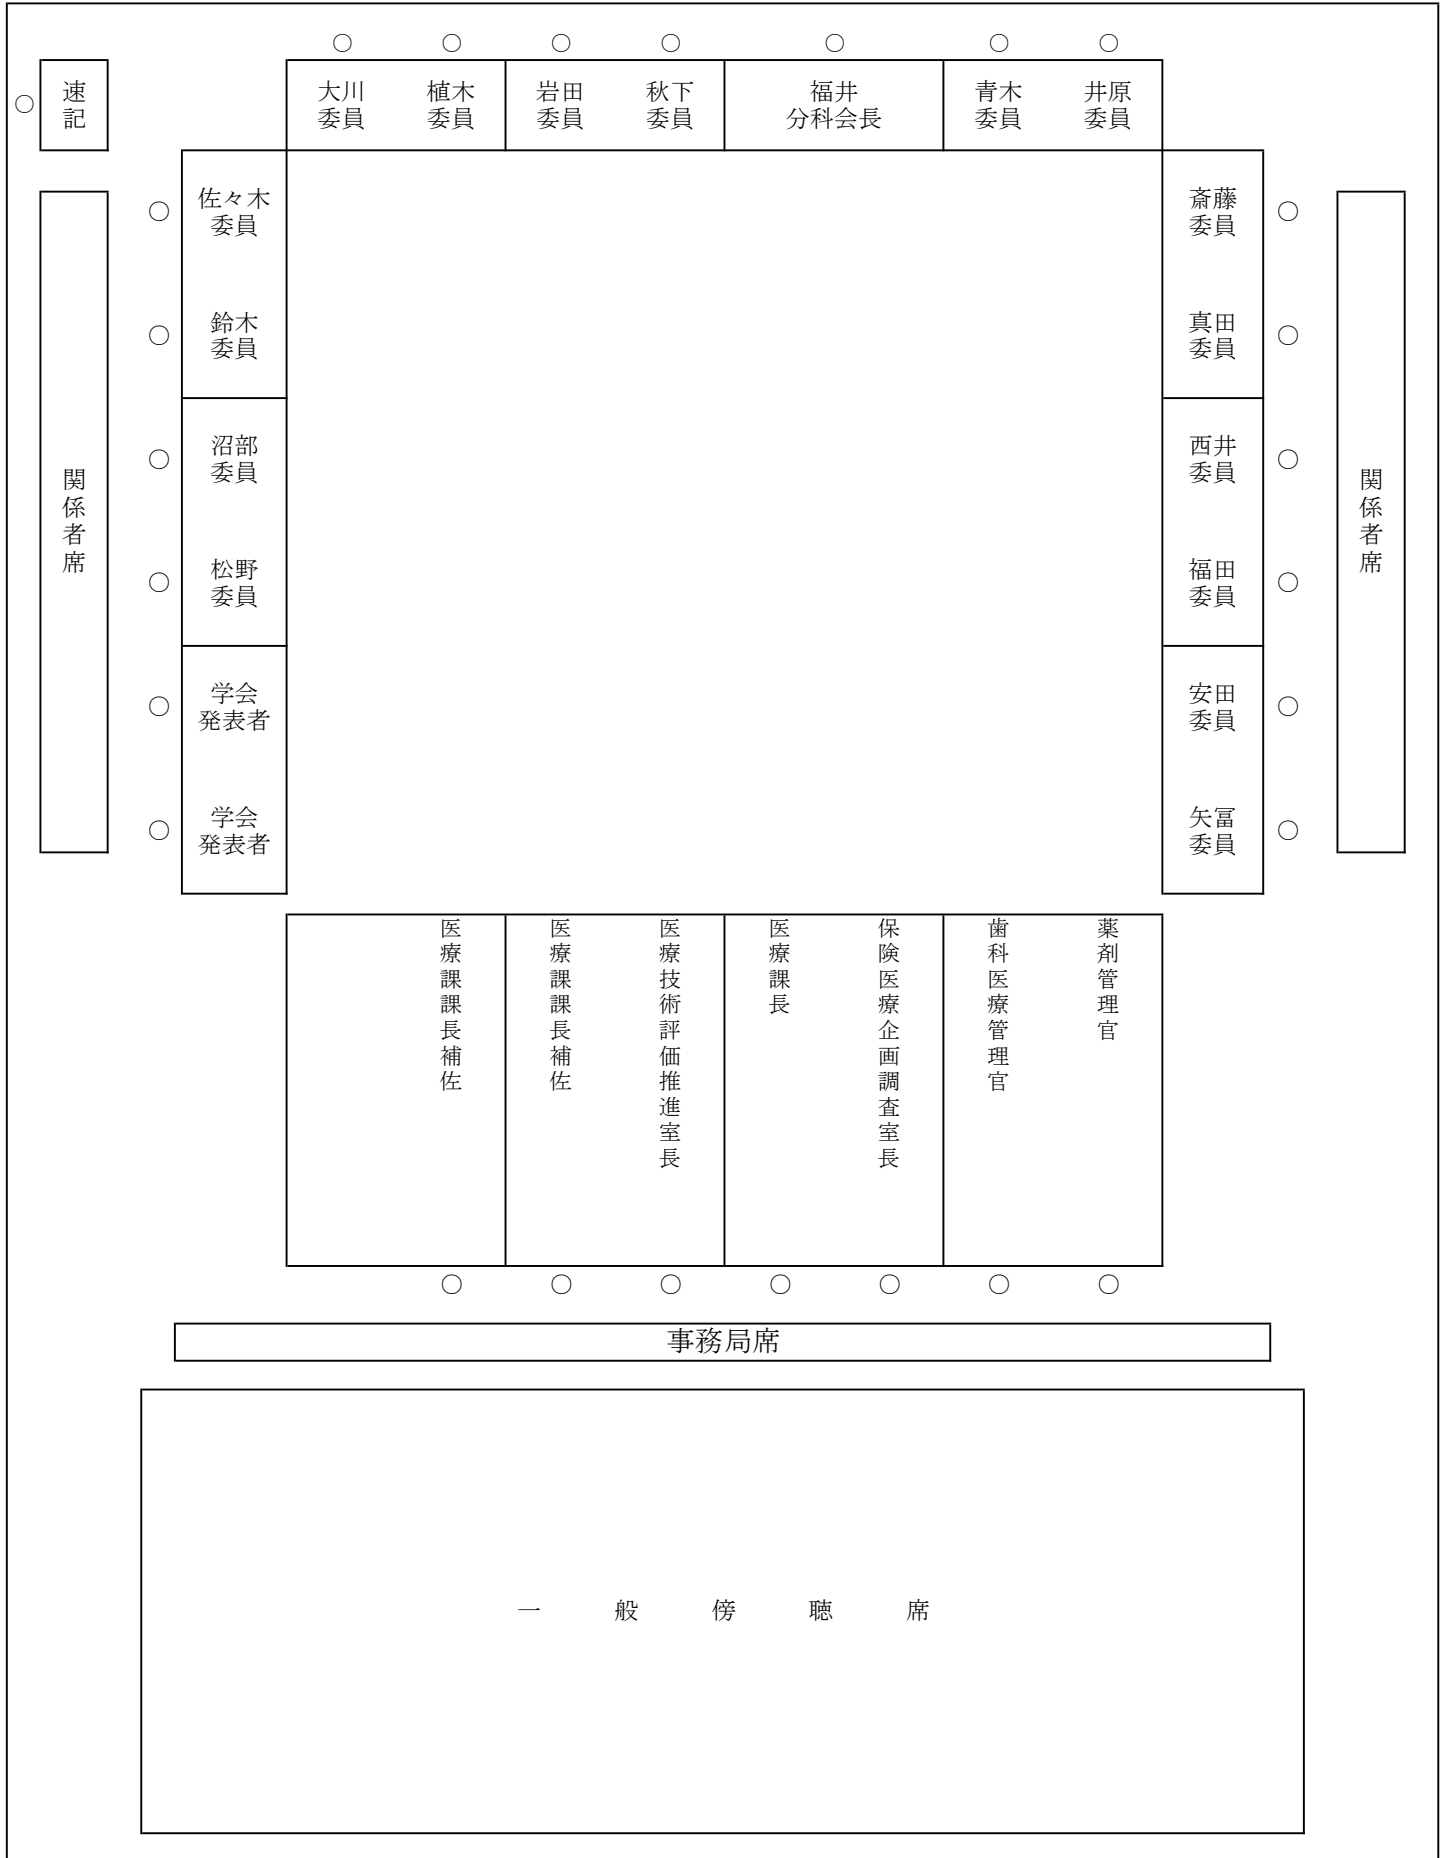 ○ ○ ○ ○ ○ ○ ○
○
速記
大川
委員
植木
委員
岩田
委員
秋下
委員
福井
分科会長
青木
委員
井原
委員
○
佐々木
委員
斎藤
委員
○
○
鈴木
委員
真田
委員
○
○
沼部
委員
西井
委員
○
○
松野
委員
福田
委員
○
○
学会
発表者
安田
委員
○
○
学会
発表者
矢冨
委員
○
関係者席
関係者席
医療課課長補佐
医療課課長補佐
医療技術評価推進室長
医療課長
保険医療企画調査室長
歯科医療管理官
薬剤管理官
○ ○ ○ ○ ○ ○ ○
事務局席
一般傍聴席